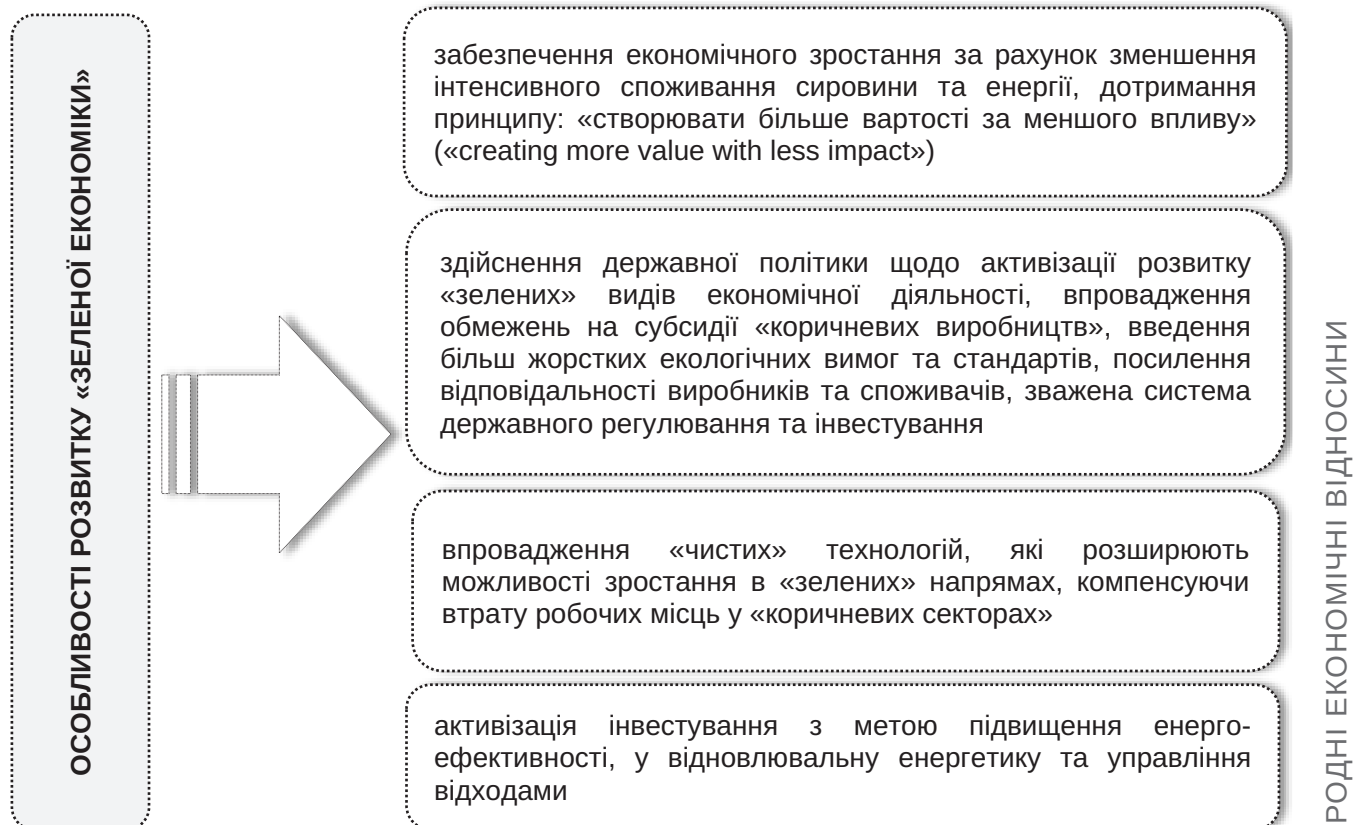 ОСОБЛИВОСТІ РОЗВИТКУ «ЗЕЛЕНОЇ ЕКОНОМІКИ»
забезпечення економічного зростання за рахунок зменшення
інтенсивного споживання сировини та енергії, дотримання
принципу: «створювати більше вартості за меншого впливу»
(«creating more value with less impact»)
здійснення державної політики щодо активізації розвитку
«зелених» видів економічної діяльності, впровадження
обмежень на субсидії «коричневих виробництв», введення
більш жорстких екологічних вимог та стандартів, посилення
відповідальності виробників та споживачів, зважена система
державного регулювання та інвестування
впровадження «чистих» технологій, які розширюють
можливості зростання в «зелених» напрямах, компенсуючи
втрату робочих місць у «коричневих секторах»
активізація інвестування з метою підвищення енерго-
ефективності, у відновлювальну енергетику та управління
відходами
РОДНІ ЕКОНОМІЧНІ ВІДНОСИНИ